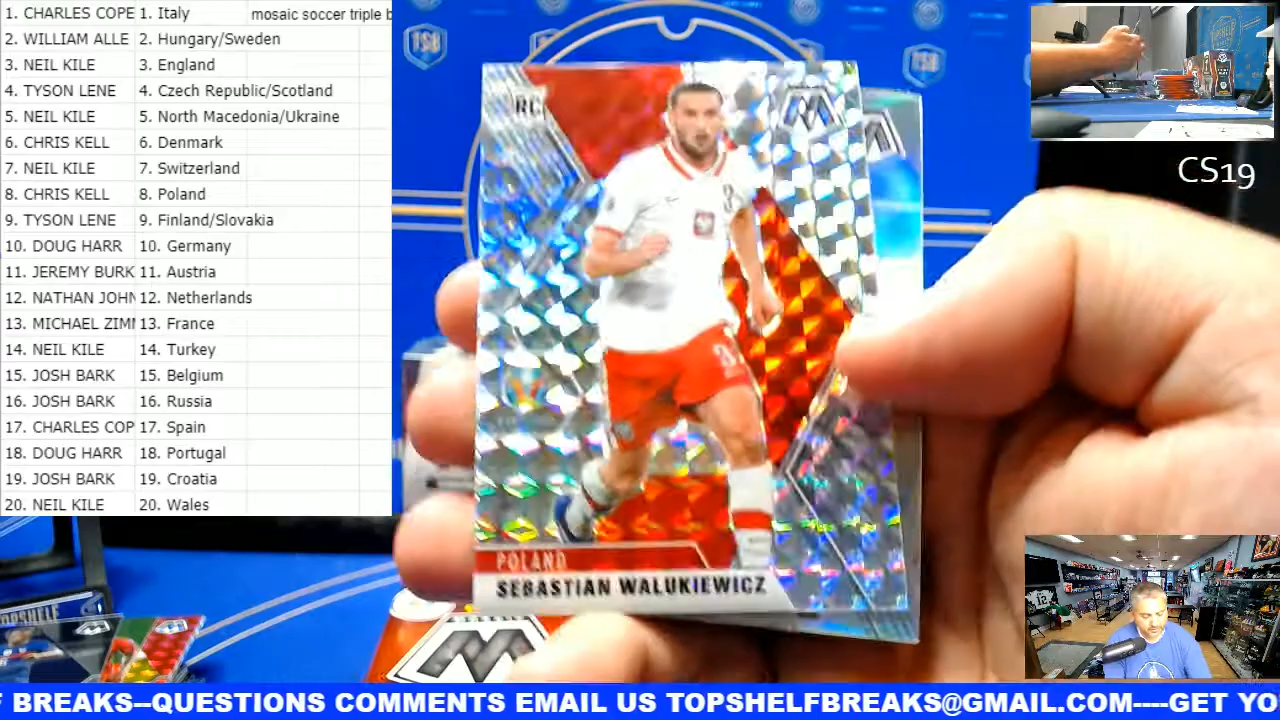 1. CHARLES COPE 1. Italy mosaic soccer triple b
2. WILLIAM ALLE 2. Hungary/Sweden
3. NEIL KILE 3. England
4. TYSON LENE 4. Czech Republic/Scotland
5. NEIL KILE 5. North Macedonia/Ukraine
6. CHRIS KELL 6. Denmark
7. NEIL KILE 7. Switzerland
8. CHRIS KELL 8. Poland
9. TYSON LENE 9. Finland/Slovakia
10. DOUG HARR 10. Germany
11. JEREMY BURK 11. Austria
12. NATHAN JOHN 12. Netherlands
13. MICHAEL ZIMI 13. France
14. NEIL KILE 14. Turkey
15. JOSH BARK 15. Belgium
16. JOSH BARK 16. Russia
17. CHARLES COP 17. Spain
18. DOUG HARR 18. Portugal
19. JOSH BARK 19. Croatia
20. NEIL KILE 20. Wales
TSB
TSB
CS19
RC
POLAND
SEBASTIAN WALUKIEWICZ
TOPSHELF
F BREAKS--QUESTIONS COMMENTS EMAIL US TOPSHELFBREAKS@GMAIL.COM----GET YO